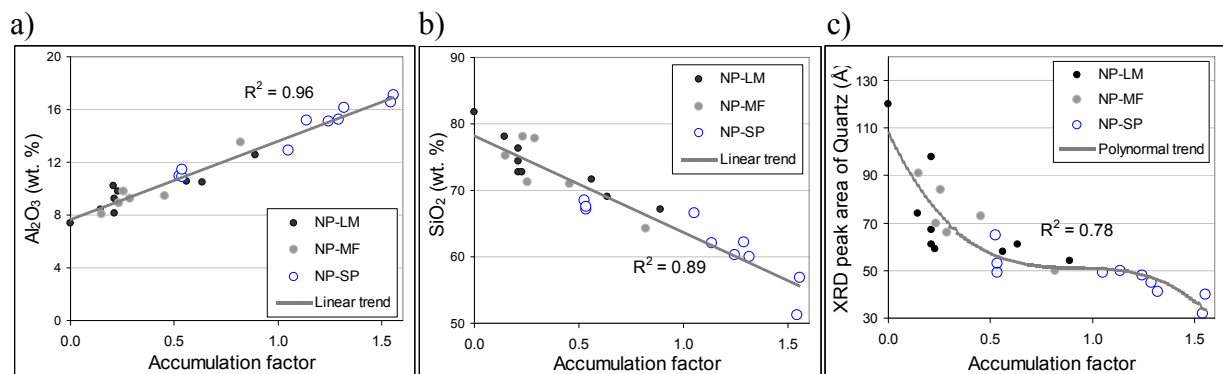 a)
Al₂O₃ (wt. %)
20
16
12
8
4
0
R² = 0.96
NP-LM
NP-MF
NP-SP
Linear trend
0.0 0.5 1.0 1.5
Accumulation factor
b)
SiO₂ (wt. %)
90
80
70
60
50
NP-LM
NP-MF
NP-SP
Linear trend
R² = 0.89
0.0 0.5 1.0 1.5
Accumulation factor
c)
XRD peak area of Quartz (Å)
130
110
90
70
50
30
NP-LM
NP-MF
NP-SP
Polynormal trend
R² = 0.78
0.0 0.5 1.0 1.5
Accumulation factor